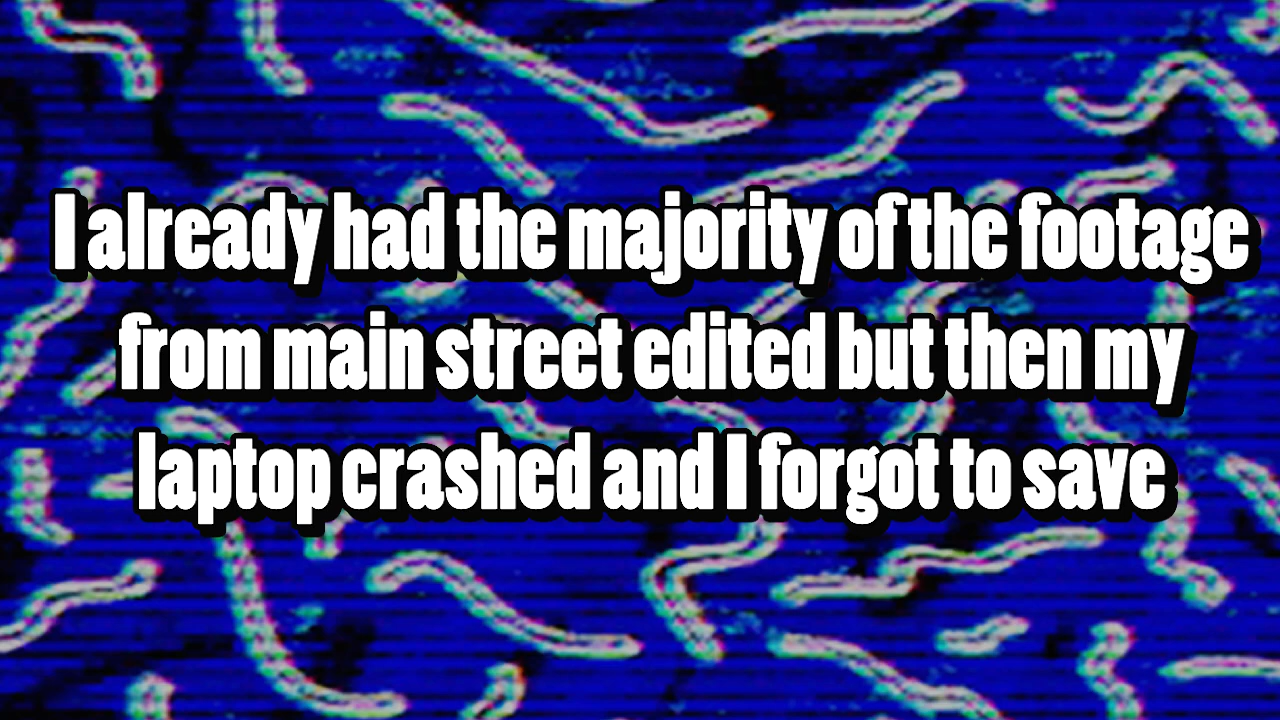 I already had the majority of the footage
from main street edited but then my
laptop crashed and I forgot to save